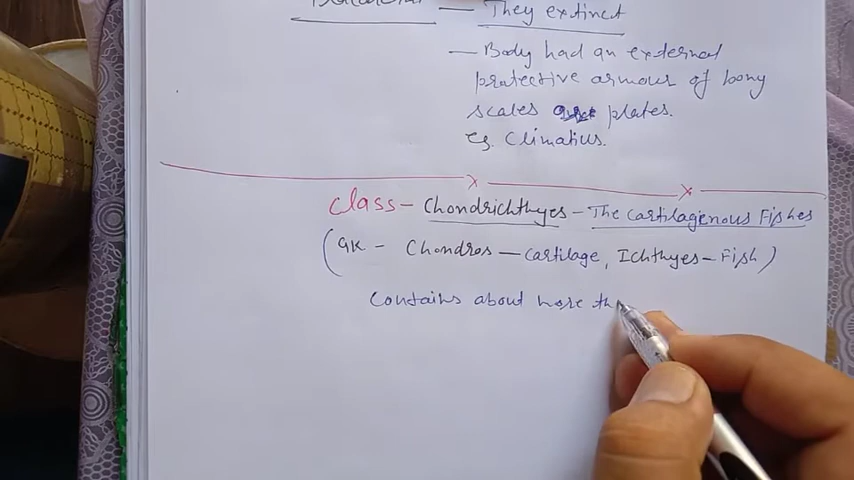 — They extinct
— Body had an external
protective armour of bony
scales plates.
eg. Climatius.
Class – Chondrichthyes – The Cartilagenous Fishes
(GK – Chondros – cartilage, Ichthyes – Fish)
Contains about more th